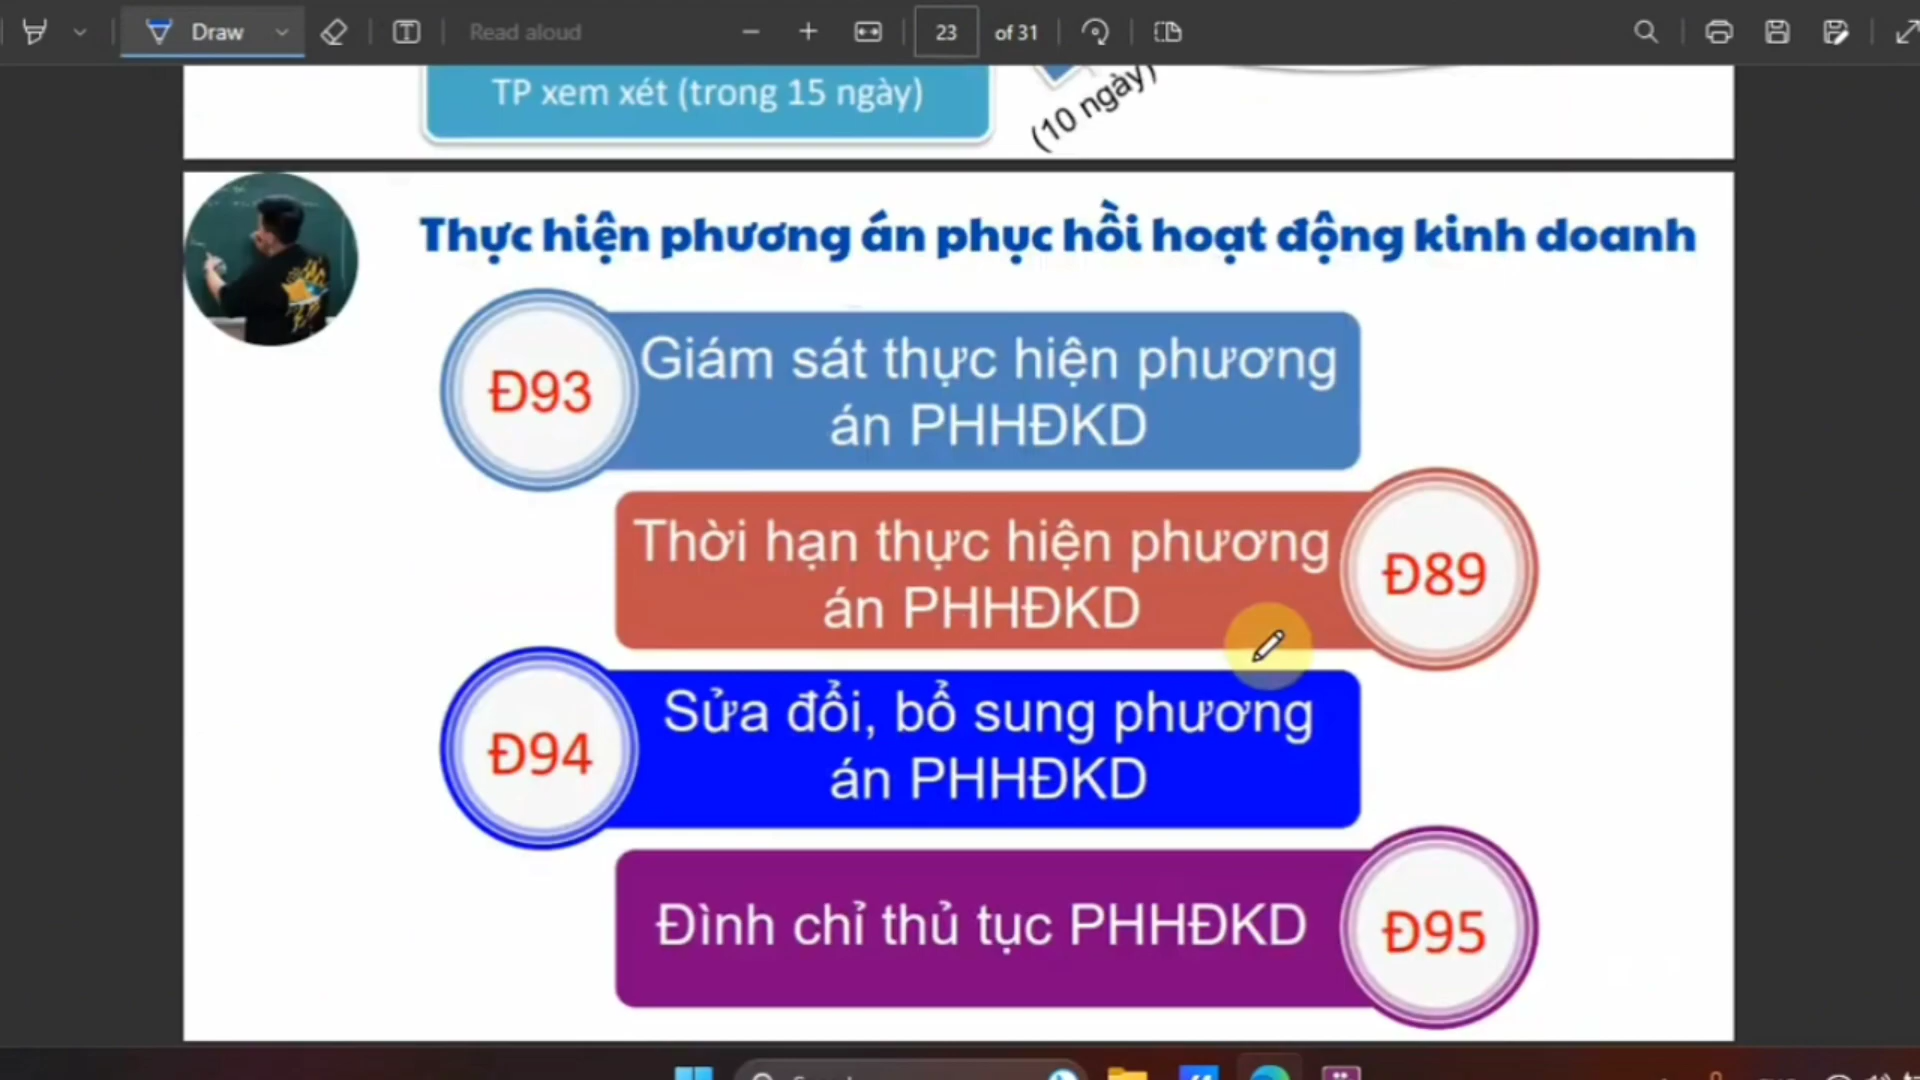 Draw
Read aloud
23
of 31
TP xem xét (trong 15 ngày)
(10 ngày)
Thực hiện phương án phục hồi hoạt động kinh doanh
Đ93
Giám sát thực hiện phương
án PHHĐKD
Thời hạn thực hiện phương
án PHHĐKD
Đ89
Đ94
Sửa đổi, bổ sung phương
án PHHĐKD
Đình chỉ thủ tục PHHĐKD
Đ95